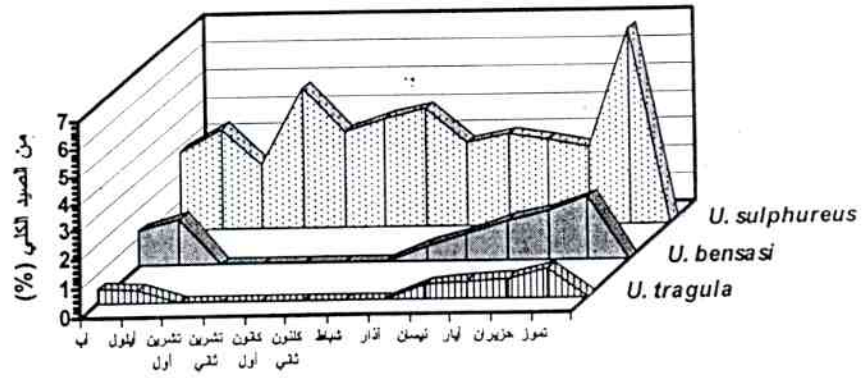 من الصيد الكلي (%)
7
6
5
4
3
2
1
0
U. sulphureus
U. bensasi
U. tragula
آب
أيلول
تشرين
أول
تشرين
ثاني
كانون
أول
كانون
ثاني
شباط
آذار
نيسان
أيار
حزيران
تموز